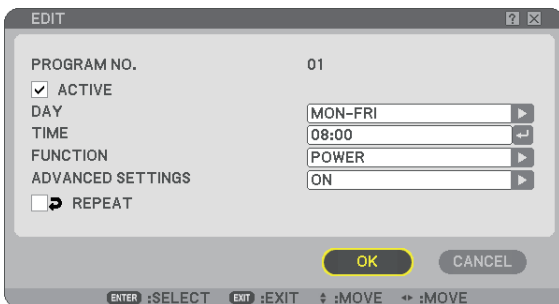 EDIT
PROGRAM NO. 01
ACTIVE
DAY MON-FRI
TIME 08:00
FUNCTION POWER
ADVANCED SETTINGS ON
REPEAT
OK CANCEL
ENTER :SELECT EXIT :EXIT :MOVE :MOVE